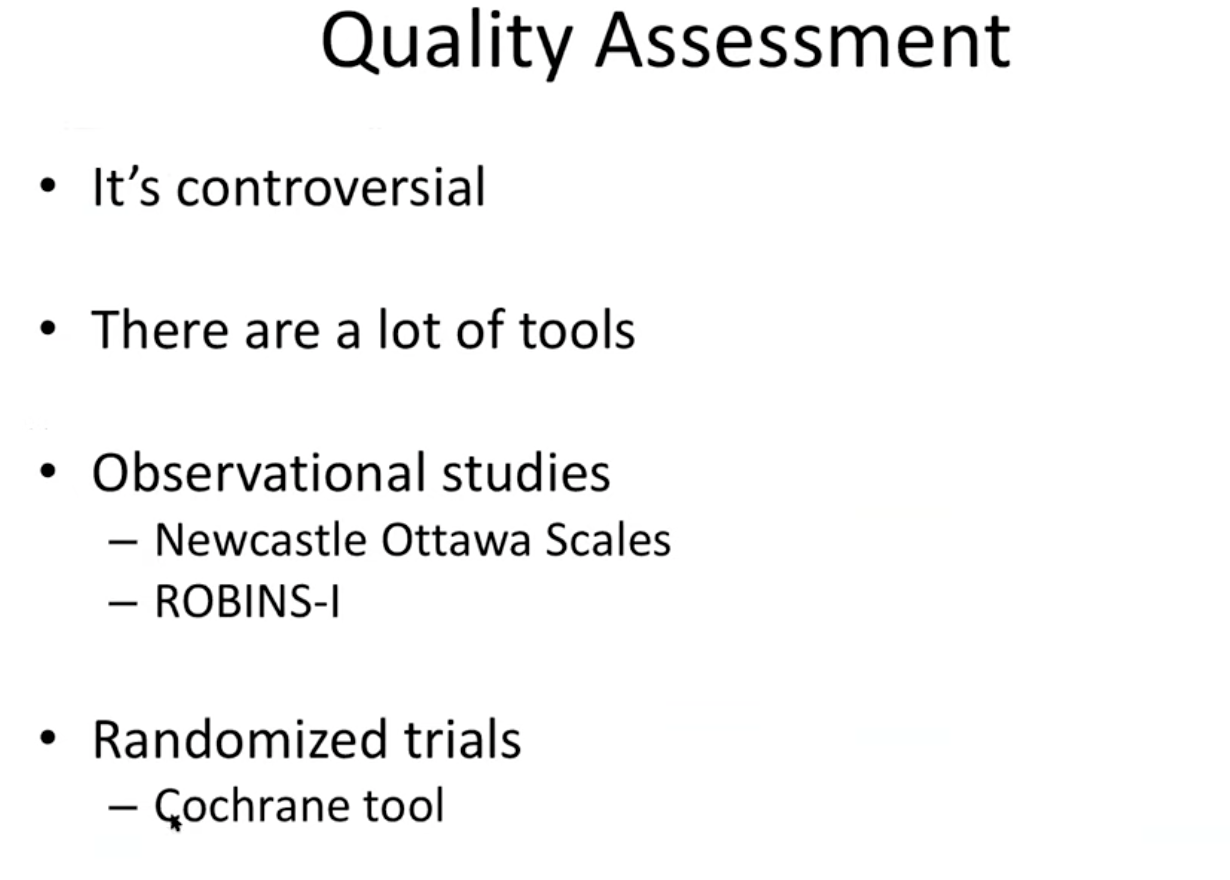 Quality Assessment
• It’s controversial
• There are a lot of tools
• Observational studies
– Newcastle Ottawa Scales
– ROBINS-I
• Randomized trials
– Cochrane tool